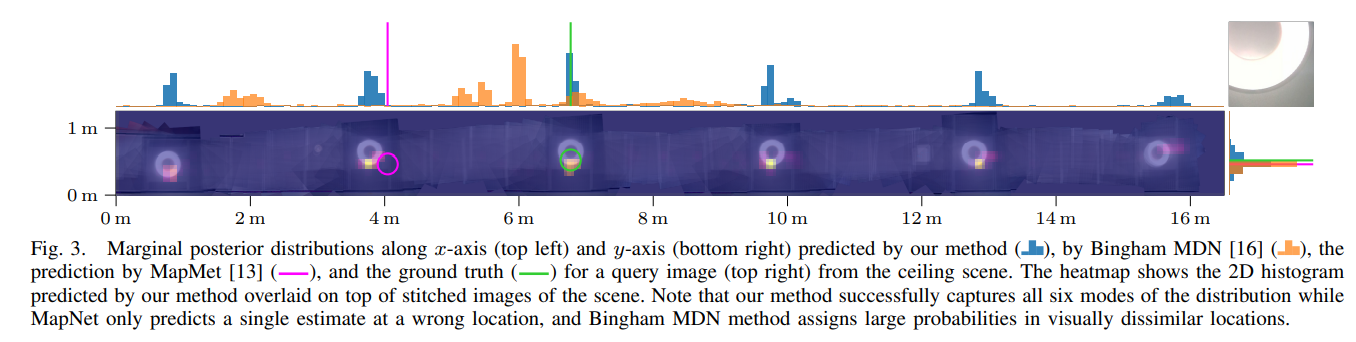 1 m
0 m
0 m 2 m 4 m 6 m 8 m 10 m 12 m 14 m 16 m
Fig. 3. Marginal posterior distributions along x-axis (top left) and y-axis (bottom right) predicted by our method ( ), by Bingham MDN [16] ( ), the
prediction by MapMet [13] ( ), and the ground truth ( ) for a query image (top right) from the ceiling scene. The heatmap shows the 2D histogram
predicted by our method overlaid on top of stitched images of the scene. Note that our method successfully captures all six modes of the distribution while
MapNet only predicts a single estimate at a wrong location, and Bingham MDN method assigns large probabilities in visually dissimilar locations.